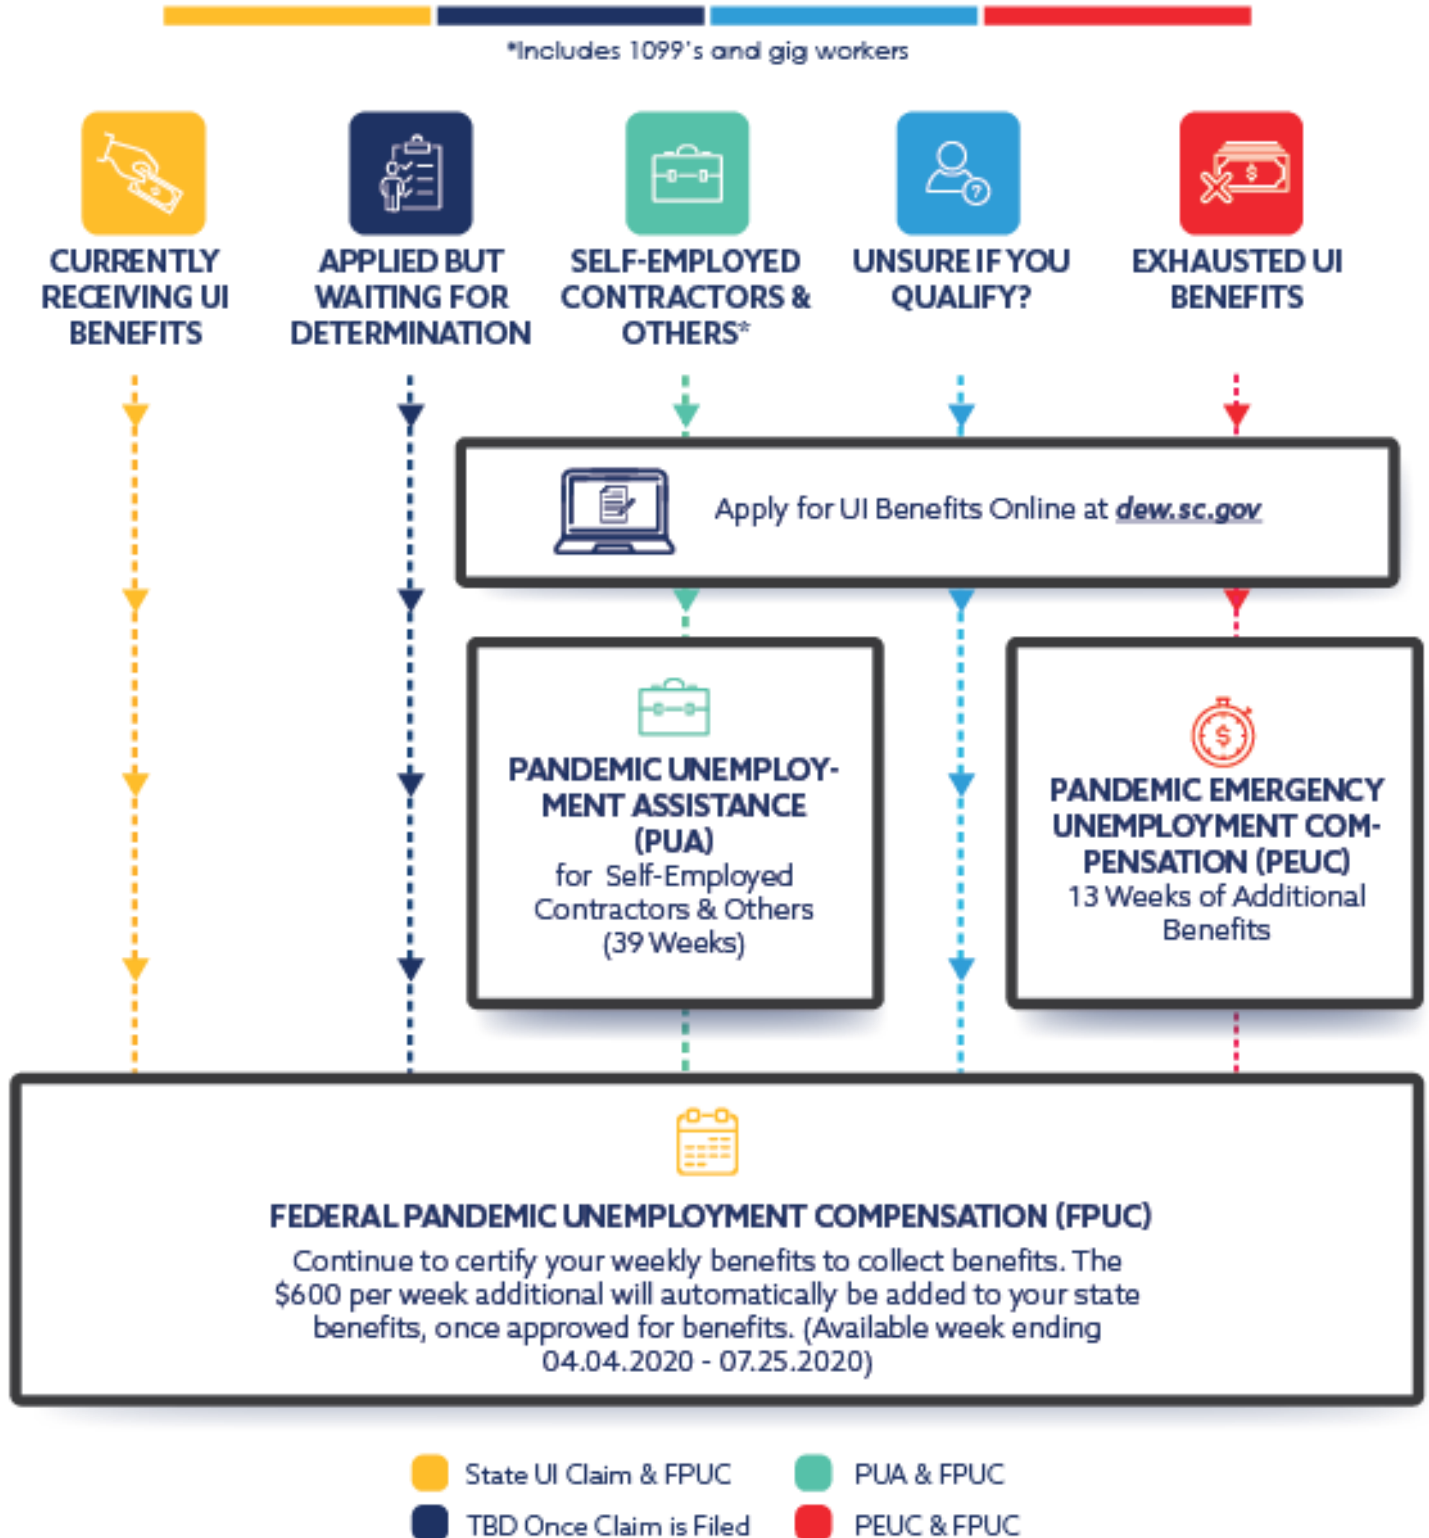 *Includes 1099's and gig workers
CURRENTLY
RECEIVING UI
BENEFITS
APPLIED BUT
WAITING FOR
DETERMINATION
SELF-EMPLOYED
CONTRACTORS &
OTHERS*
UNSURE IF YOU
QUALIFY?
EXHAUSTED UI
BENEFITS
Apply for UI Benefits Online at dew.sc.gov
PANDEMIC UNEMPLOY-
MENT ASSISTANCE
(PUA)
for Self-Employed
Contractors & Others
(39 Weeks)
PANDEMIC EMERGENCY
UNEMPLOYMENT COM-
PENSATION (PEUC)
13 Weeks of Additional
Benefits
FEDERAL PANDEMIC UNEMPLOYMENT COMPENSATION (FPUC)
Continue to certify your weekly benefits to collect benefits. The
$600 per week additional will automatically be added to your state
benefits, once approved for benefits. (Available week ending
04.04.2020 - 07.25.2020)
State UI Claim & FPUC
PUA & FPUC
TBD Once Claim is Filed
PEUC & FPUC